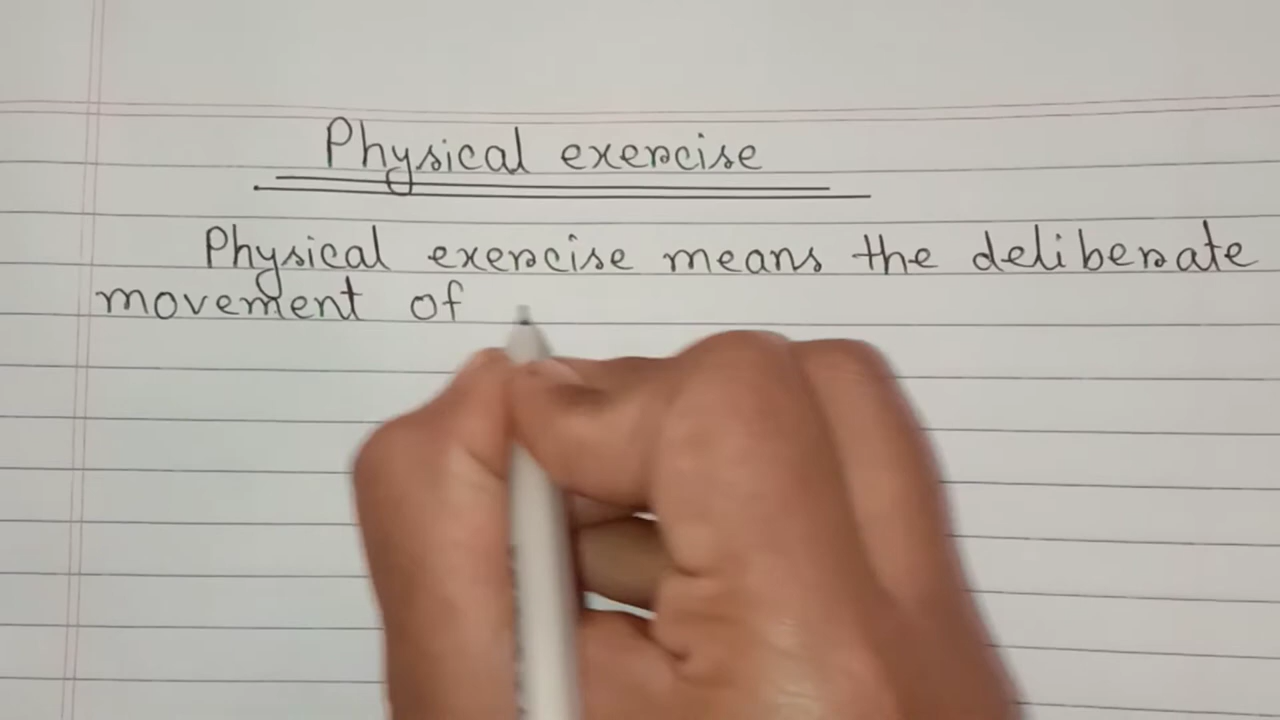 Physical exercise
Physical exercise means the deliberate
movement of